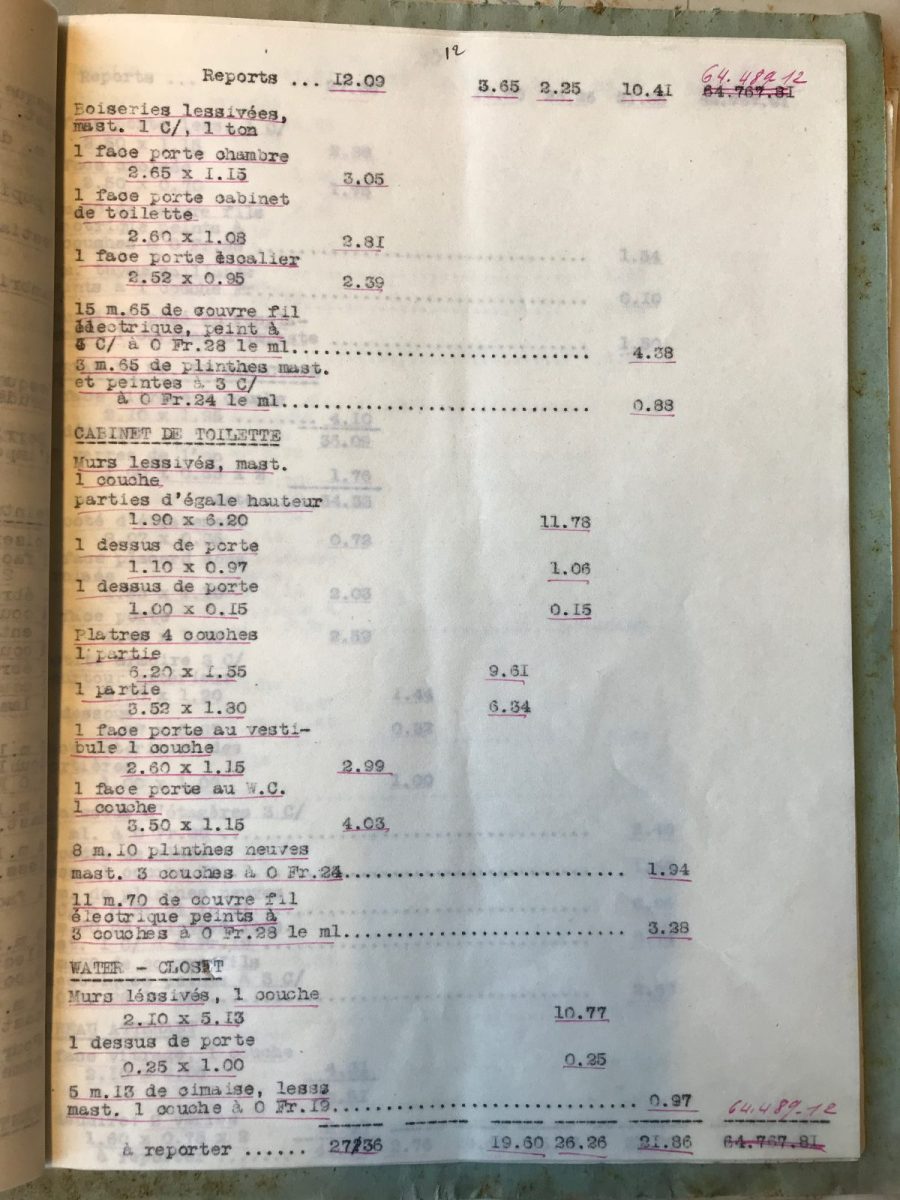 12
64.489.12
Reports ... 12.09 3.65 2.25 10.41 64 767.81
Boiseries lessivées,
mast. 1 C/, 1 ton
1 face porte chambre
2.65 x 1.15 3.05
1 face porte cabinet
de toilette
2.60 x 1.08 2.81
1 face porte escalier
2.52 x 0.95 2.39
15 m.65 de couvre fil
électrique, peint à
3 C/ à 0 Fr.28 le ml.............................. 4.38
3 m.65 de plinthes mast.
et peintes à 3 C/
à 0 Fr.24 le ml.............................. 0.88
CABINET DE TOILETTE
Murs lessivés, mast.
1 couche
parties d'égale hauteur
1.90 x 6.20 11.78
1 dessus de porte
1.10 x 0.97 1.06
1 dessus de porte
1.00 x 0.15 0.15
Platres 4 couches
1 partie
6.20 x 1.55 9.61
1 partie
3.52 x 1.80 6.34
1 face porte au vesti-
bule 1 couche
2.60 x 1.15 2.99
1 face porte au W.C.
1 couche
3.50 x 1.15 4.03
8 m.10 plinthes neuves
mast. 3 couches à 0 Fr.24............................ 1.94
11 m.70 de couvre fil
électrique peints à
3 couches à 0 Fr.28 le ml............................ 3.28
WATER - CLOSET
Murs léssivés, 1 couche
2.10 x 5.13 10.77
1 dessus de porte
0.25 x 1.00 0.25
5 m.13 de cimaise, lesss
mast. 1 couche à 0 Fr.19.............................. 0.97
64.489.12
à reporter ...... 27/36 19.60 26.26 21.86 64.767.81